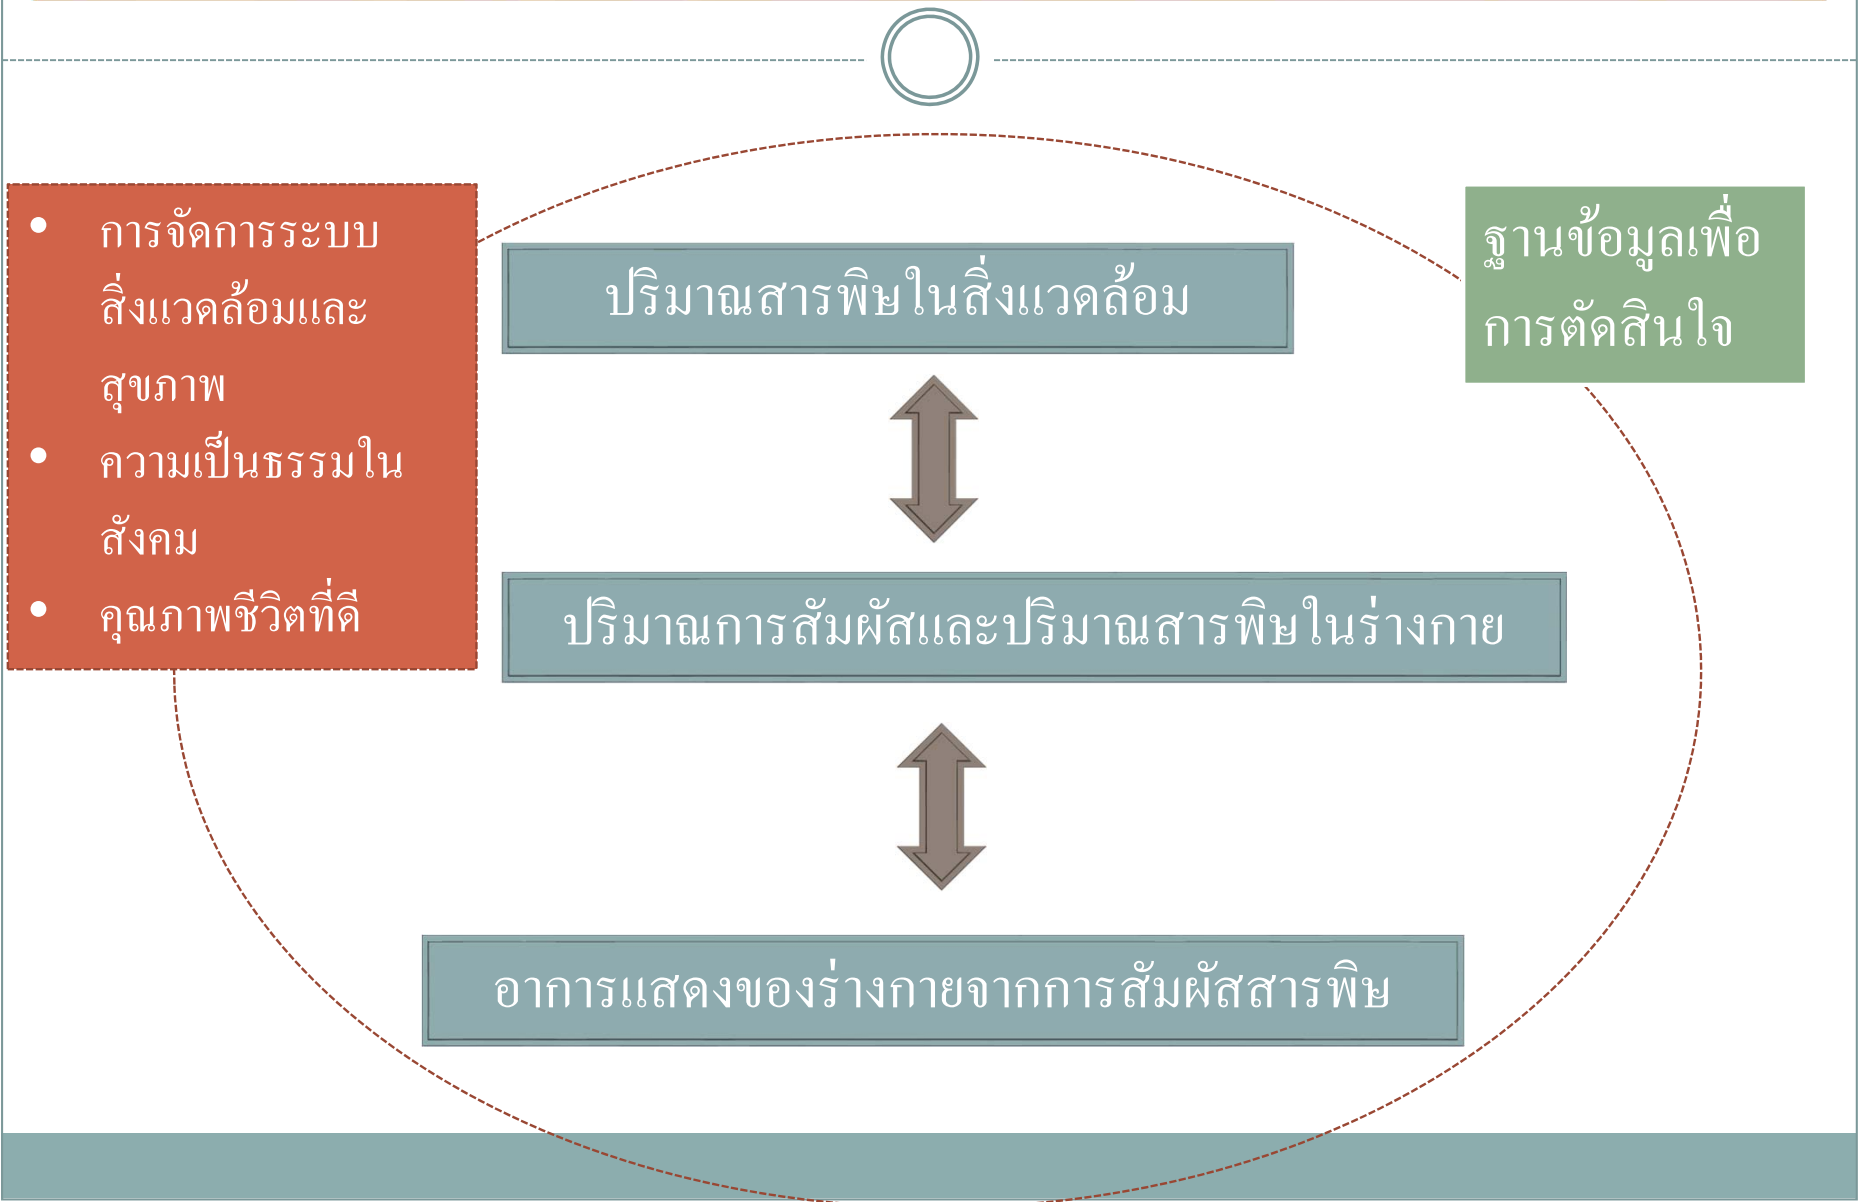 • การจัดการระบบ
สิ่งแวดล้อมและ
สุขภาพ
• ความเป็นธรรมใน
สังคม
• คุณภาพชีวิตที่ดี
ปริมาณสารพิษในสิ่งแวดล้อม
ปริมาณการสัมผัสและปริมาณสารพิษในร่างกาย
อาการแสดงของร่างกายจากการสัมผัสสารพิษ
ฐานข้อมูลเพื่อ
การตัดสินใจ